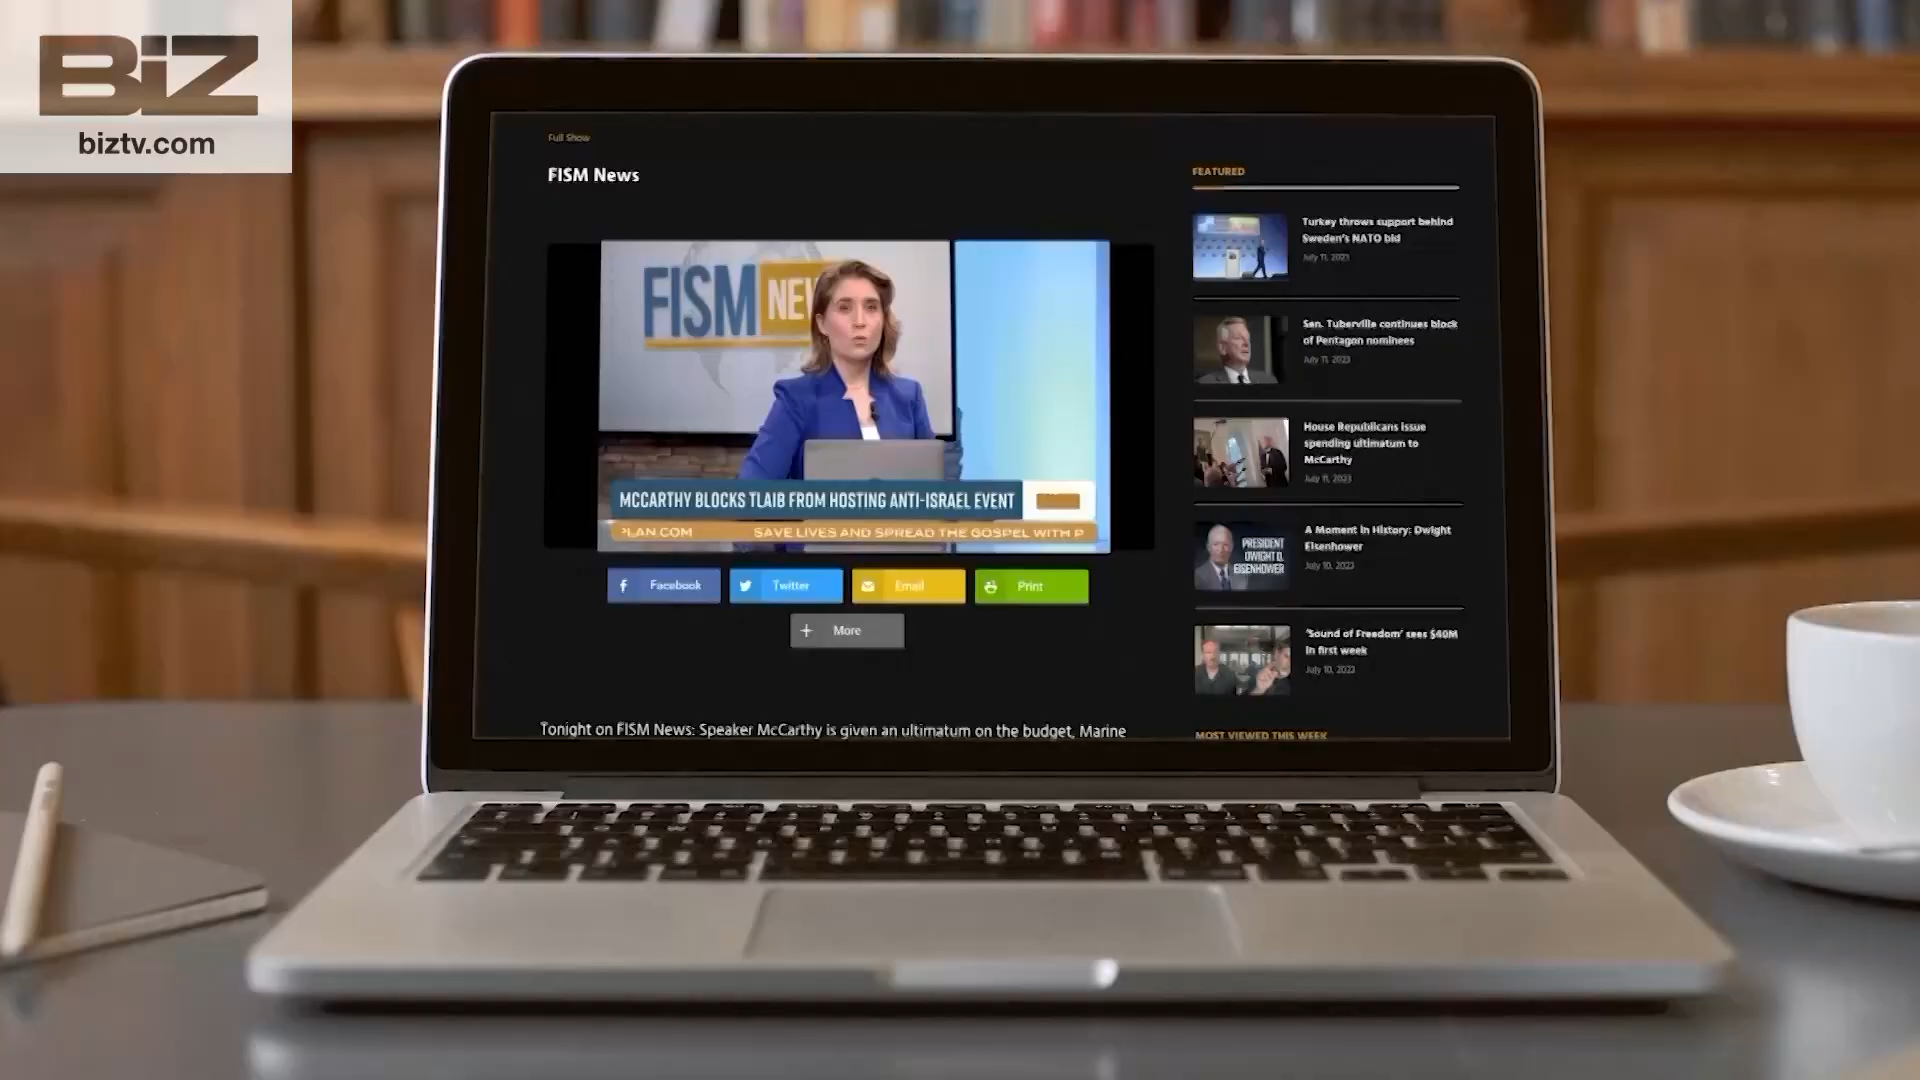 BiZ
biztv.com
Full Show
FISM News
FISM NEW
MCCARTHY BLOCKS TLAIB FROM HOSTING ANTI-ISRAEL EVENT
PLAN.COM SAVE LIVES AND SPREAD THE GOSPEL WITH P
Facebook
Twitter
Email
Print
More
Tonight on FISM News: Speaker McCarthy is given an ultimatum on the budget, Marine
FEATURED
Turkey throws support behind
Sweden's NATO bid
July 11, 2023
Sen. Tuberville continues block
of Pentagon nominees
July 11, 2023
House Republicans issue
spending ultimatum to
McCarthy
July 11, 2023
A Moment in History: Dwight
Eisenhower
July 10, 2023
PRESIDENT
DWIGHT D.
EISENHOWER
'Sound of Freedom' sees $40M
in first week
July 10, 2023
MOST VIEWED THIS WEEK